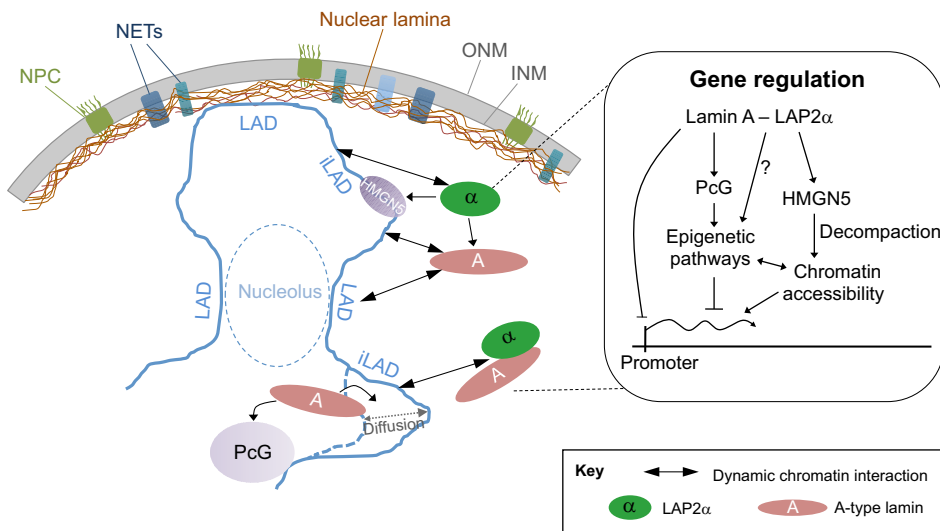 Nuclear lamina
NETs
ONM
NPC
INM
LAD
iLAD
HMGN5
α
A
Nucleolus
LAD
LAD
iLAD
α
A
A
Diffusion
PcG
Gene regulation
Lamin A – LAP2α
?
PcG
HMGN5
Decompaction
Epigenetic
pathways
Chromatin
accessibility
Promoter
Key
Dynamic chromatin interaction
α
LAP2α
A
A-type lamin